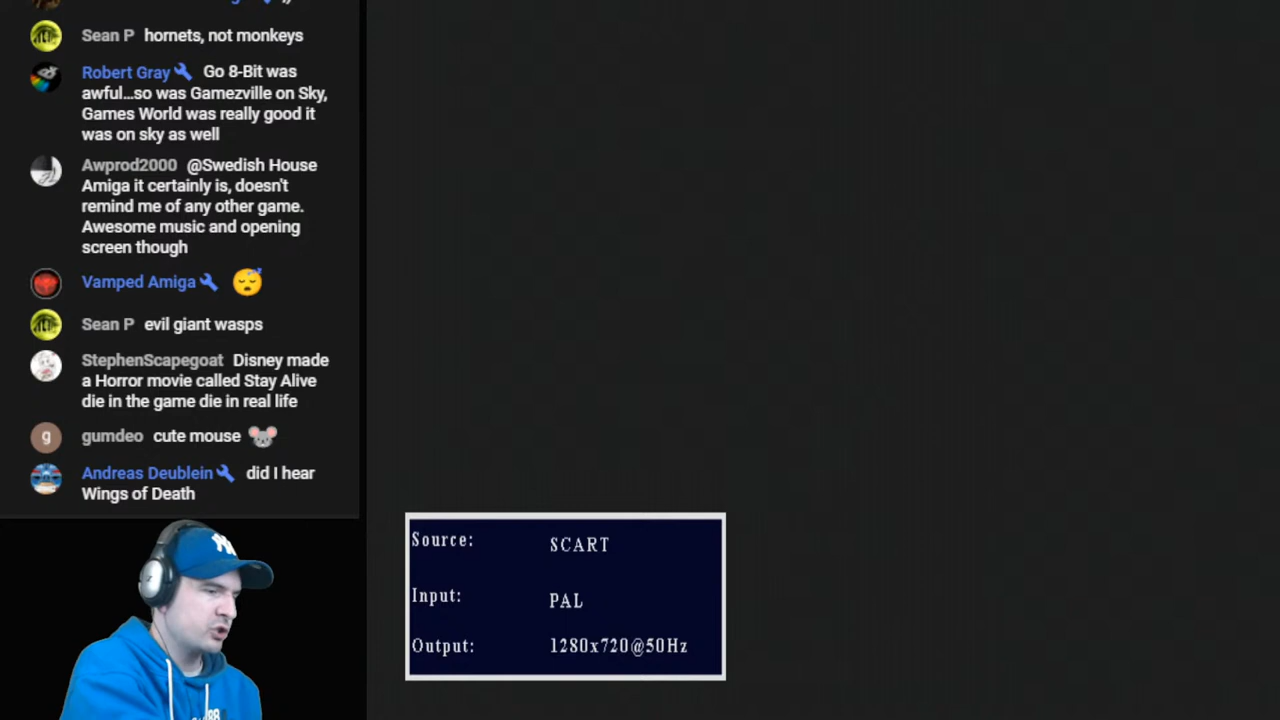 Sean P hornets, not monkeys
Robert Gray Go 8-Bit was
awful...so was Gamezville on Sky,
Games World was really good it
was on sky as well
Awprod2000 @Swedish House
Amiga it certainly is, doesn't
remind me of any other game.
Awesome music and opening
screen though
Vamped Amiga
Sean P evil giant wasps
StephenScapegoat Disney made
a Horror movie called Stay Alive
die in the game die in real life
g gumdeo cute mouse
Andreas Deublein did I hear
Wings of Death
Source: SCART
Input: PAL
Output: 1280x720@50Hz